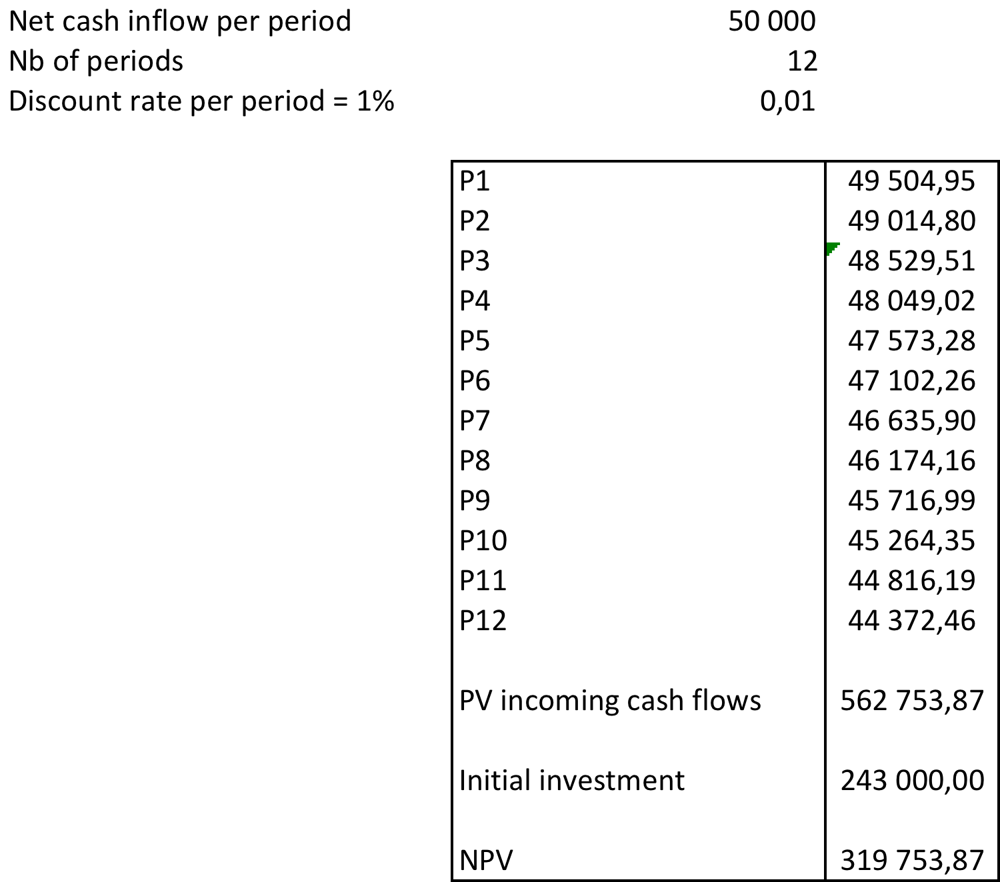 Net cash inflow per period 50 000
Nb of periods 12
Discount rate per period = 1% 0,01
P1 49 504,95
P2 49 014,80
P3 48 529,51
P4 48 049,02
P5 47 573,28
P6 47 102,26
P7 46 635,90
P8 46 174,16
P9 45 716,99
P10 45 264,35
P11 44 816,19
P12 44 372,46
PV incoming cash flows 562 753,87
Initial investment 243 000,00
NPV 319 753,87